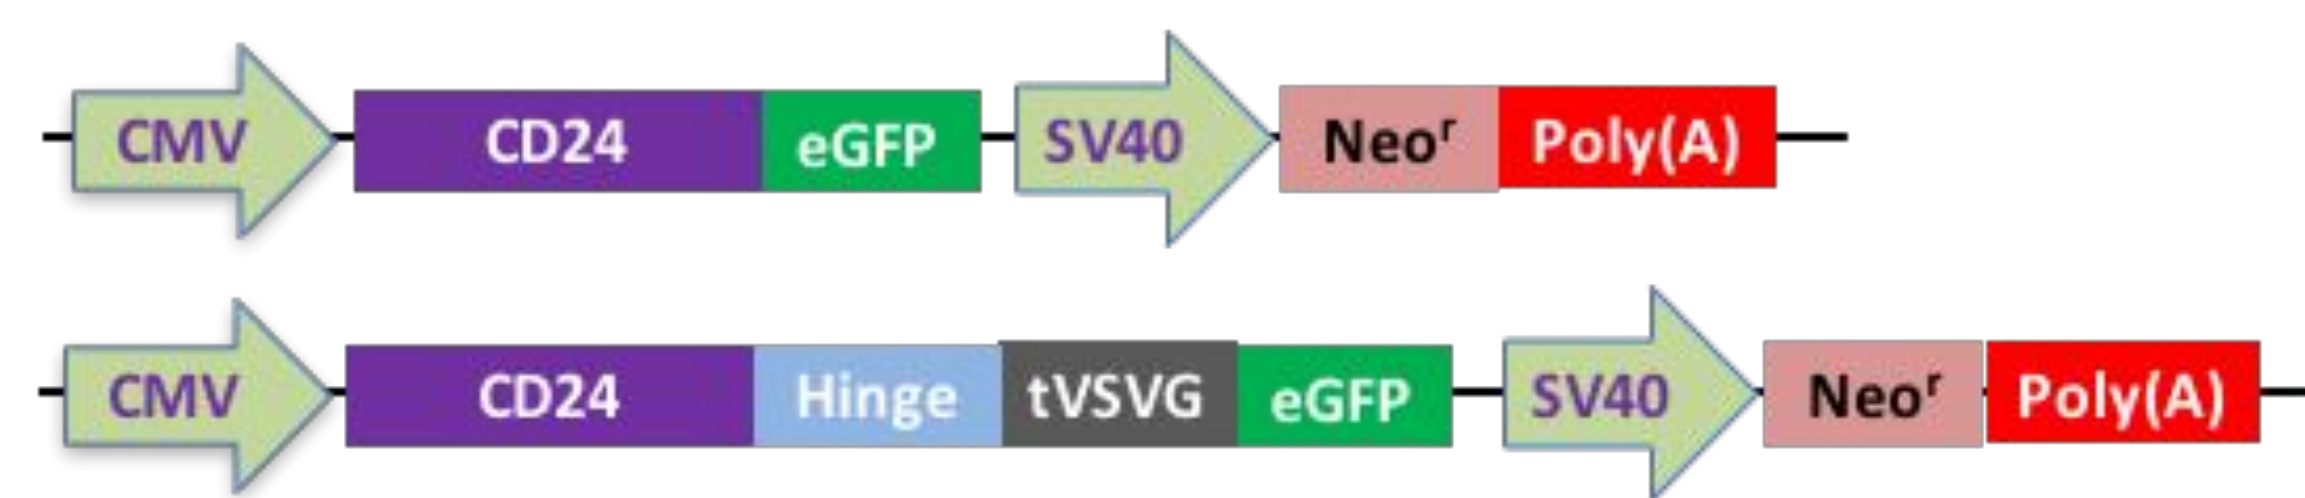 CMV CD24 eGFP SV40 Neoʳ Poly(A)
CMV CD24 Hinge tVSVG eGFP SV40 Neoʳ Poly(A)